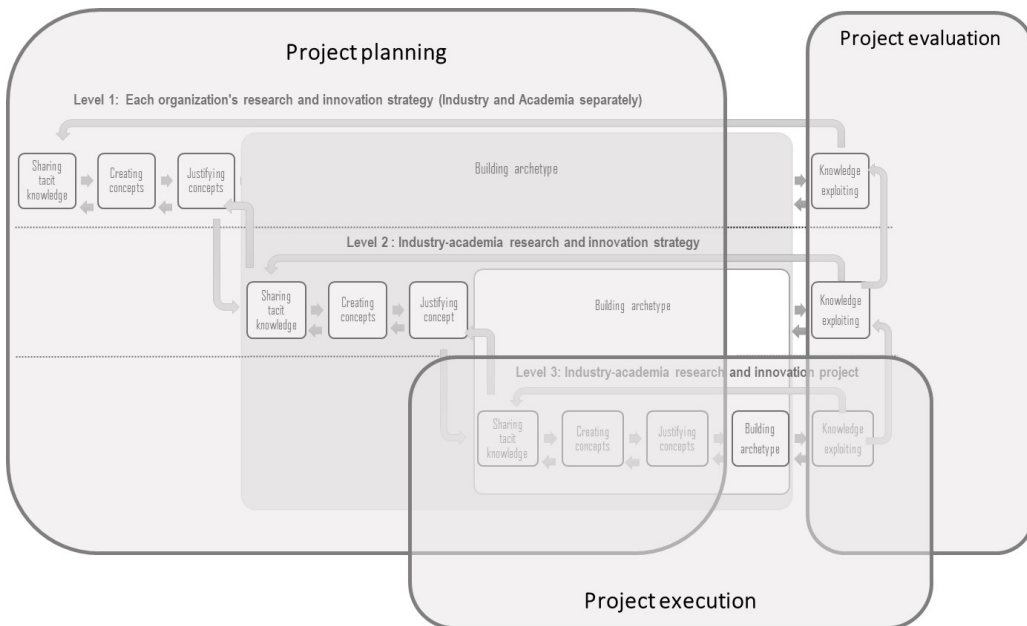 Project planning
Project evaluation
Level 1: Each organization's research and innovation strategy (Industry and Academia separately)
Sharing
tacit
knowledge
Creating
concepts
Justifying
concepts
Building archetype
Knowledge
exploiting
Level 2 : Industry-academia research and innovation strategy
Sharing
tacit
knowledge
Creating
concepts
Justifying
concept
Building archetype
Knowledge
exploiting
Level 3: Industry-academia research and innovation project
Sharing
tacit
knowledge
Creating
concepts
Justifying
concepts
Building
archetype
Knowledge
exploiting
Project execution